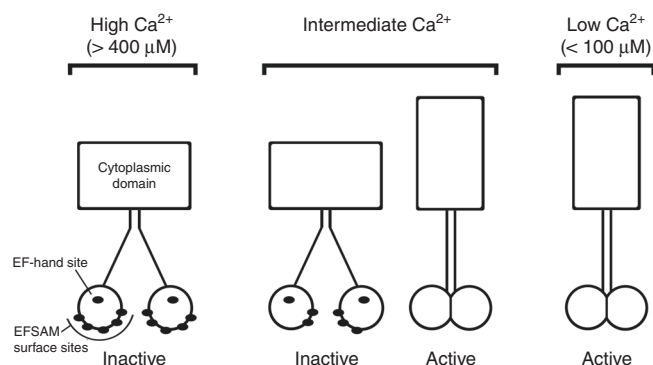 High Ca²⁺
(> 400 μM)
Intermediate Ca²⁺
Low Ca²⁺
(< 100 μM)
Cytoplasmic
domain
EF-hand site
EFSAM
surface sites
Inactive
Inactive
Active
Active